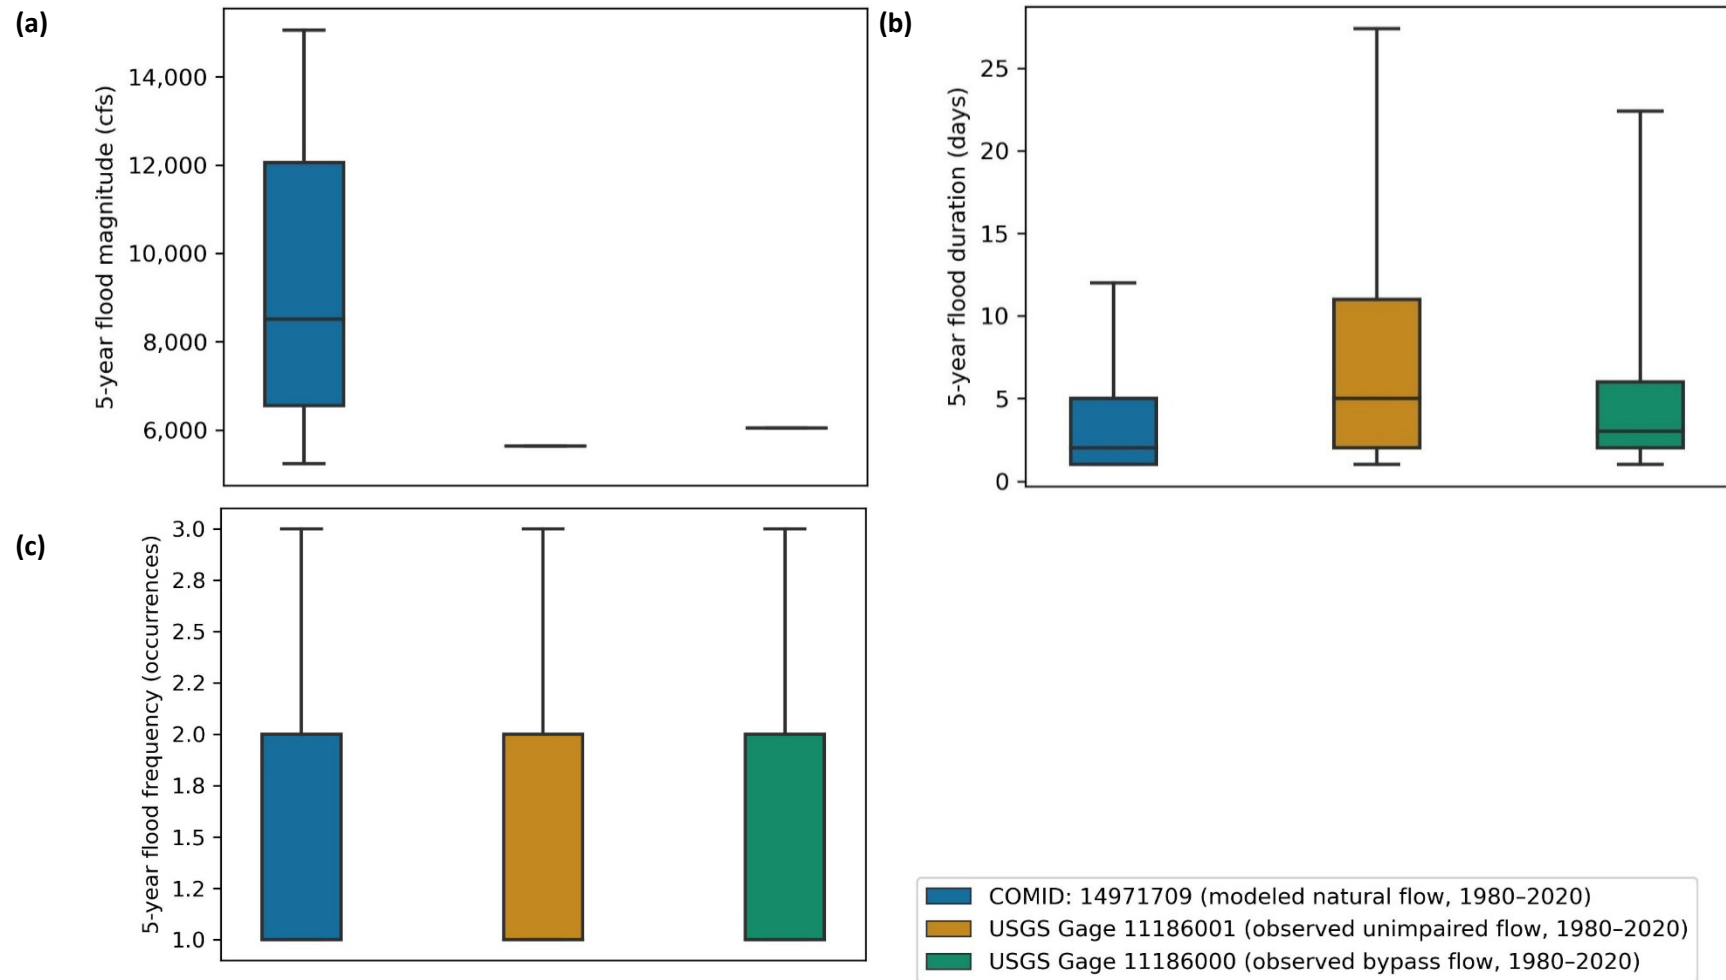 (a)
5-year flood magnitude (cfs)
14,000
12,000
10,000
8,000
6,000
(b)
5-year flood duration (days)
25
20
15
10
5
0
(c)
5-year flood frequency (occurrences)
3.0
2.8
2.5
2.2
2.0
1.8
1.5
1.2
1.0
COMID: 14971709 (modeled natural flow, 1980–2020)
USGS Gage 11186001 (observed unimpaired flow, 1980–2020)
USGS Gage 11186000 (observed bypass flow, 1980–2020)